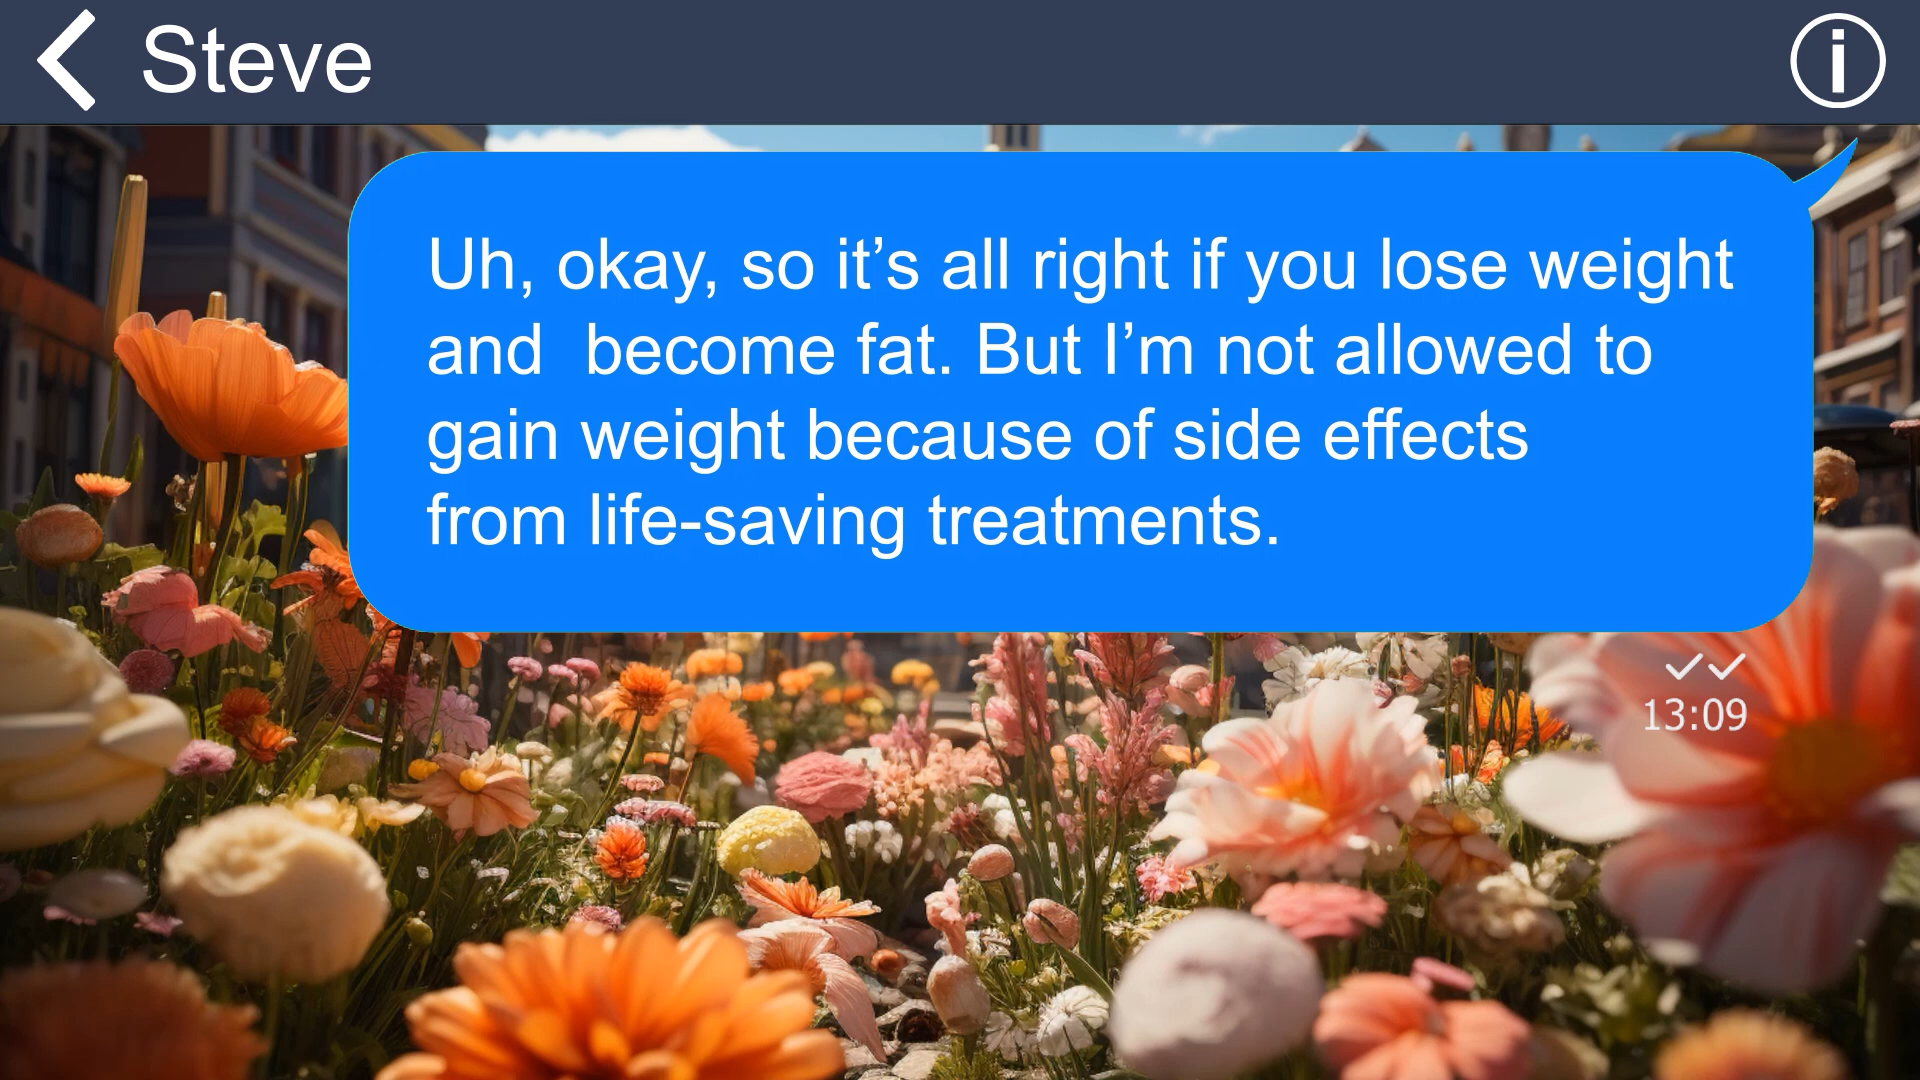 Steve
Uh, okay, so it’s all right if you lose weight
and  become fat. But I’m not allowed to
gain weight because of side effects
from life-saving treatments.
13:09